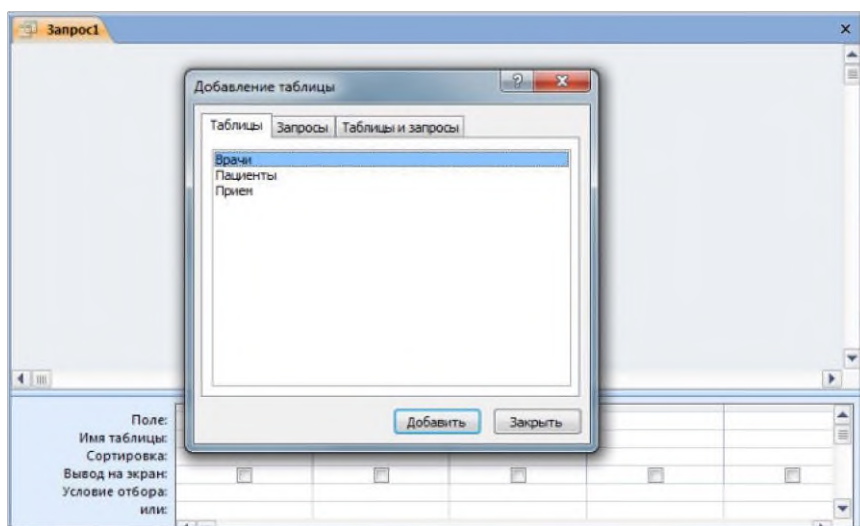 Запрос1
Добавление таблицы
Таблицы Запросы Таблицы и запросы
Врачи
Пациенты
Прием
Добавить Закрыть
Поле:
Имя таблицы:
Сортировка:
Вывод на экран:
Условие отбора:
или: